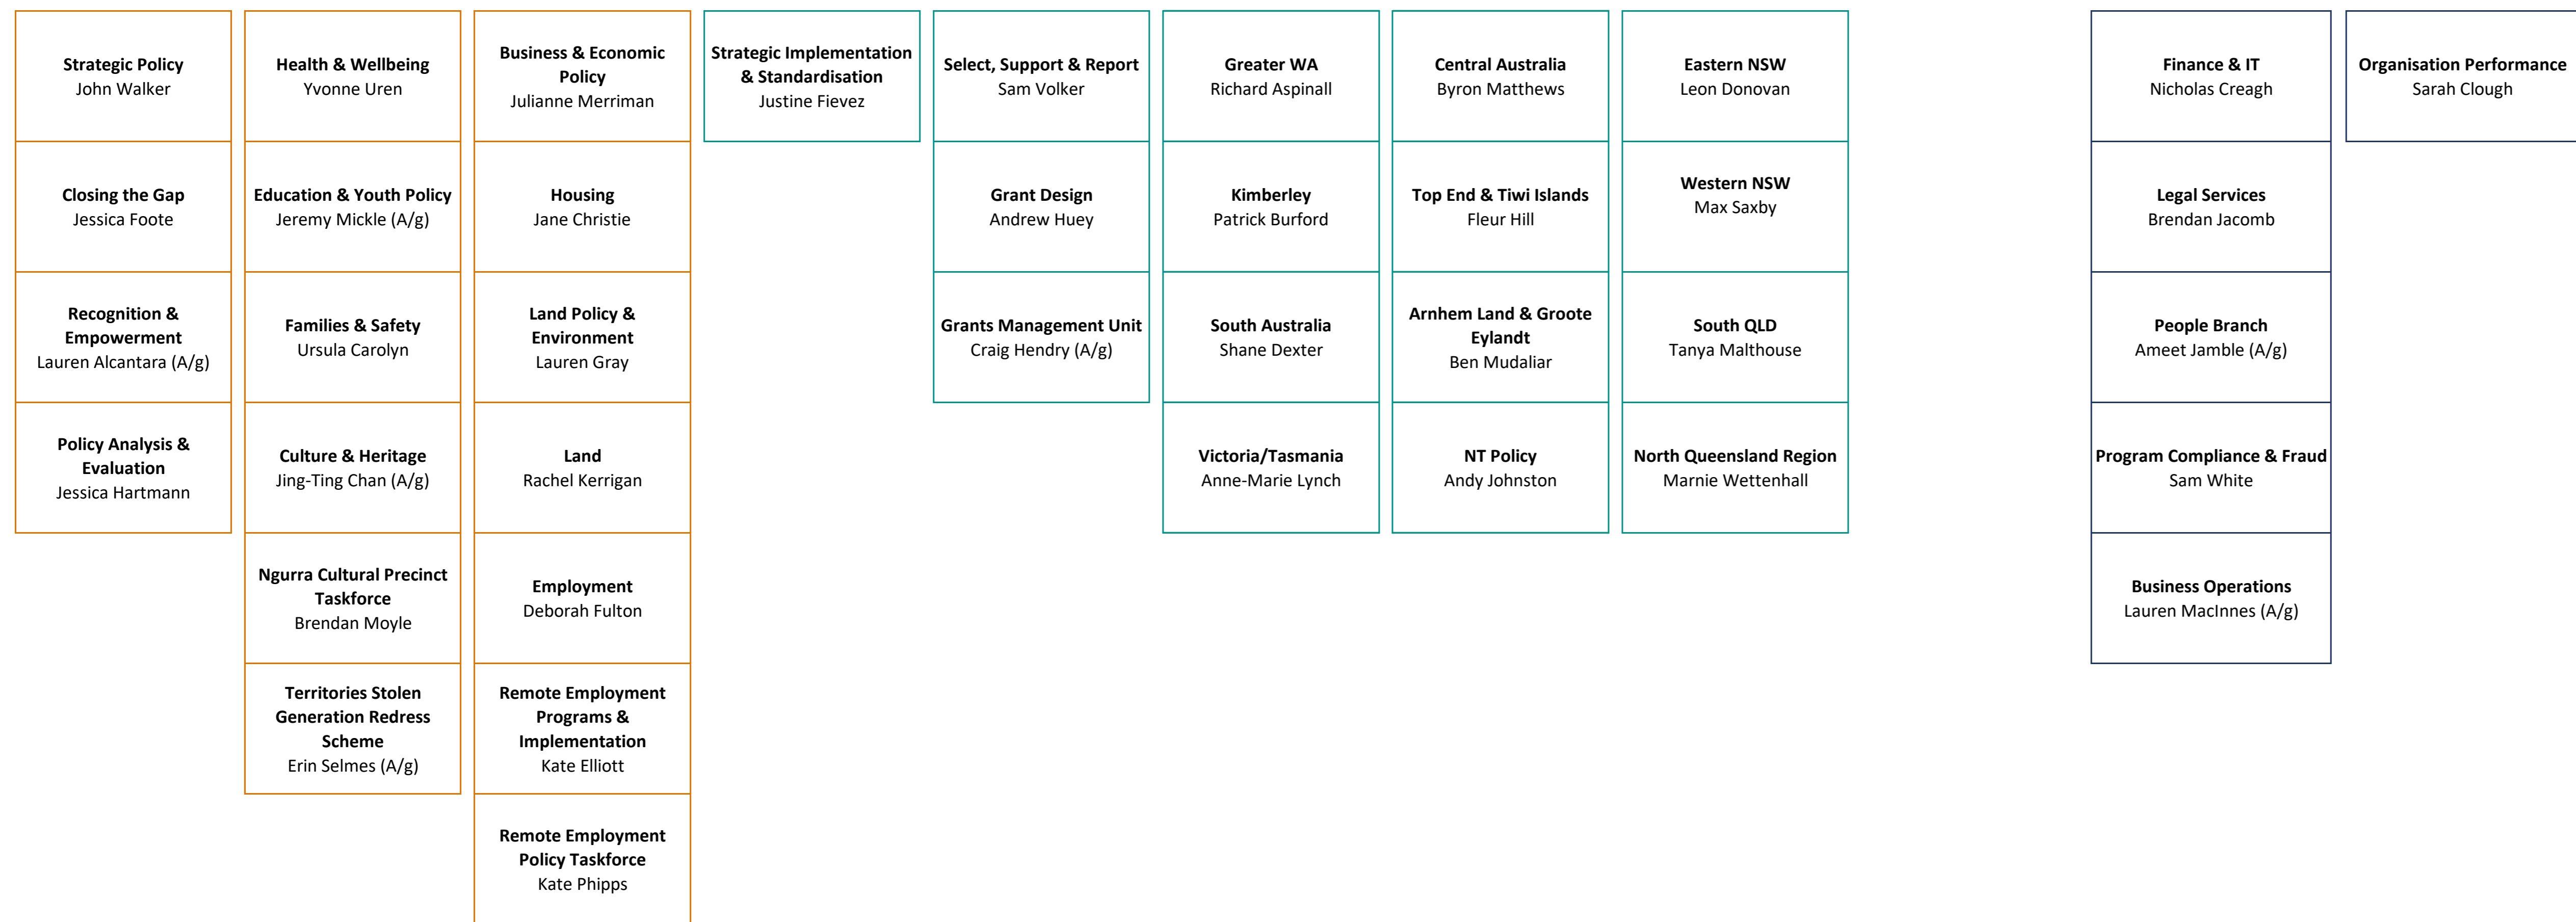 Strategic Policy
John Walker
Closing the Gap
Jessica Foote
Recognition &
Empowerment
Lauren Alcantara (A/g)
Policy Analysis &
Evaluation
Jessica Hartmann
Health & Wellbeing
Yvonne Uren
Education & Youth Policy
Jeremy Mickle (A/g)
Families & Safety
Ursula Carolyn
Culture & Heritage
Jing-Ting Chan (A/g)
Ngurra Cultural Precinct
Taskforce
Brendan Moyle
Territories Stolen
Generation Redress
Scheme
Erin Selmes (A/g)
Business & Economic
Policy
Julianne Merriman
Housing
Jane Christie
Land Policy &
Environment
Lauren Gray
Land
Rachel Kerrigan
Employment
Deborah Fulton
Remote Employment
Programs &
Implementation
Kate Elliott
Remote Employment
Policy Taskforce
Kate Phipps
Strategic Implementation
& Standardisation
Justine Fievez
Select, Support & Report
Sam Volker
Grant Design
Andrew Huey
Grants Management Unit
Craig Hendry (A/g)
Greater WA
Richard Aspinall
Kimberley
Patrick Burford
South Australia
Shane Dexter
Victoria/Tasmania
Anne-Marie Lynch
Central Australia
Byron Matthews
Top End & Tiwi Islands
Fleur Hill
Arnhem Land & Groote
Eylandt
Ben Mudaliar
NT Policy
Andy Johnston
Eastern NSW
Leon Donovan
Western NSW
Max Saxby
South QLD
Tanya Malthouse
North Queensland Region
Marnie Wettenhall
Finance & IT
Nicholas Creagh
Legal Services
Brendan Jacomb
People Branch
Ameet Jamble (A/g)
Program Compliance & Fraud
Sam White
Business Operations
Lauren MacInnes (A/g)
Organisation Performance
Sarah Clough